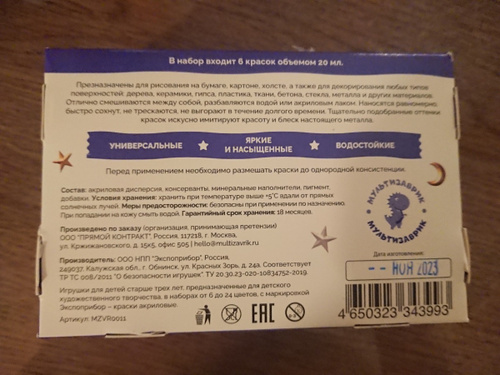 В набор входит 6 красок объемом 20 мл.
Предназначены для рисования на бумаге, картоне, холсте, а также для декорирования любых типов
поверхностей: дерева, керамики, гипса, пластика, ткани, бетона, стекла, металла и других материалов.
Отлично смешиваются между собой, разбавляются водой или акриловым лаком. Наносятся равномерно
быстро сохнут, не трескаются, не выгорают в течение долгого времени. Тщательно подобранные оттенки
красок искусно имитируют красоту и блеск настоящего металла.
УНИВЕРСАЛЬНЫЕ
ЯРКИЕ
И НАСЫЩЕННЫЕ
ВОДОСТОЙКИЕ
Перед применением необходимо размешать краски до однородной консистенции.
Состав: акриловая дисперсия, консерванты, минеральные наполнители, пигмент,
добавки. Условия хранения: хранить при температуре выше +5°C вдали от прямых
солнечных лучей. Меры предосторожности: безопасны при применении по назначению.
При попадании на кожу смыть водой. Гарантийный срок хранения: 18 месяцев.
МУЛЬТИЗАВРИК
МУЛЬТИЗАВРИК
Произведено по заказу (организация, принимающая претензии)
ООО "ПРЯМОЙ КОНТРАКТ", Россия, 117218, г. Москва,
ул. Кржижановского, д. 15к5, офис 505 | hello@multizavrik.ru
Произведено
ООО НПП "Экспоприбор", Россия,
249037, Калужская обл., г. Обнинск, ул. Красных Зорь, д. 24а. Соответствует
ТР ТС 008/2011 "О безопасности игрушек". ТУ 20.30.23-020-10834752-2019.
Игрушки для детей старше трех лет, предназначенные для детского
художественного творчества, в наборах от 6 до 24 цветов, с маркировкой
Экспоприбор – краски акриловые.
Артикул: MZVR0011
EAC
Дата изготовления:
-- НОЯ 2023
4 650323 343993